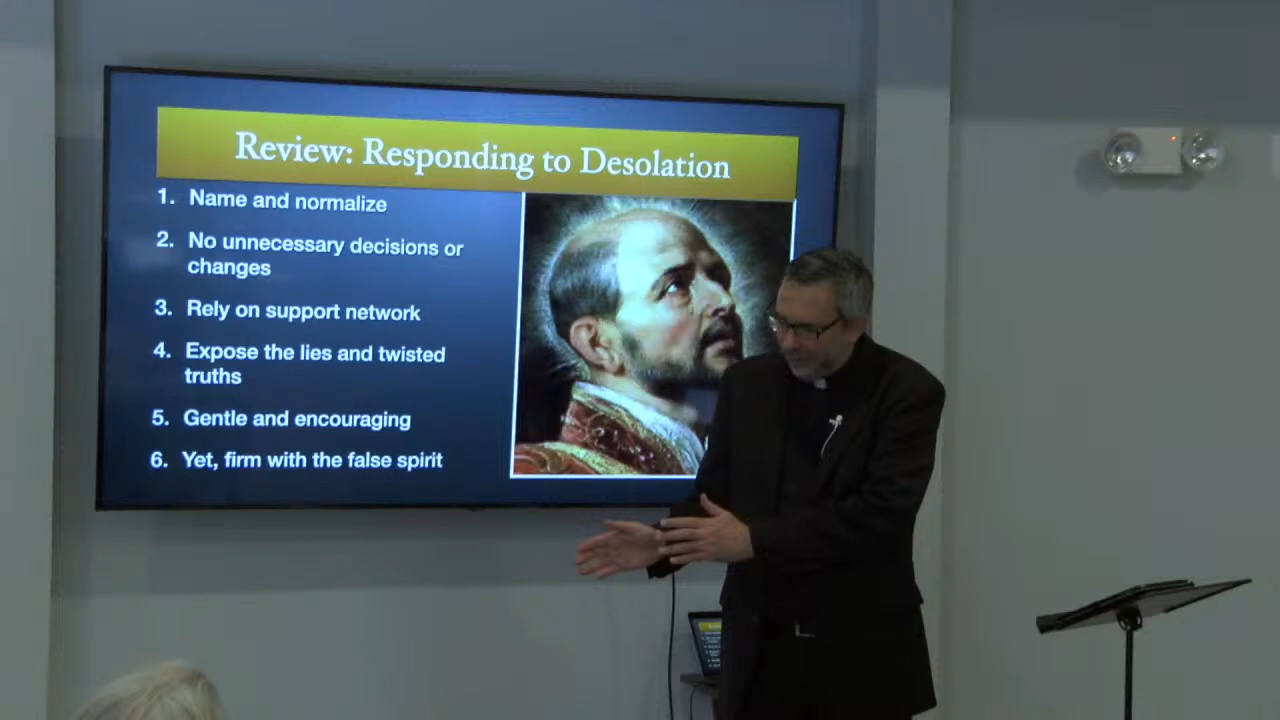 Review: Responding to Desolation
1. Name and normalize
2. No unnecessary decisions or
changes
3. Rely on support network
4. Expose the lies and twisted
truths
5. Gentle and encouraging
6. Yet, firm with the false spirit